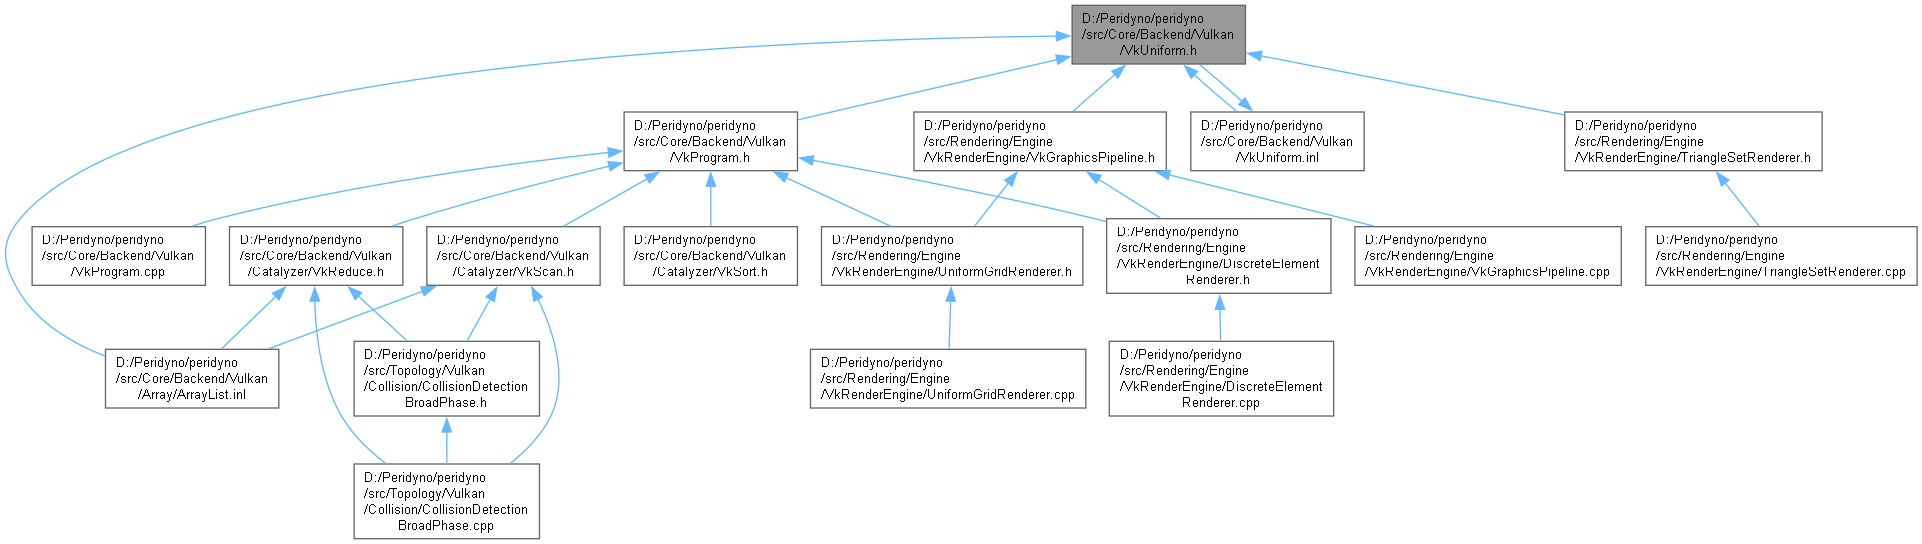 D:/Peridyno/peridyno
/src/Core/Backend/Vulkan
/VkUniform.h
D:/Peridyno/peridyno
/src/Core/Backend/Vulkan
/VkProgram.h
D:/Peridyno/peridyno
/src/Rendering/Engine
/VkRenderEngine/VkGraphicsPipeline.h
D:/Peridyno/peridyno
/src/Core/Backend/Vulkan
/VkUniform.inl
D:/Peridyno/peridyno
/src/Rendering/Engine
/VkRenderEngine/TriangleSetRenderer.h
D:/Peridyno/peridyno
/src/Core/Backend/Vulkan
/VkProgram.cpp
D:/Peridyno/peridyno
/src/Core/Backend/Vulkan
/Catalyzer/VkReduce.h
D:/Peridyno/peridyno
/src/Core/Backend/Vulkan
/Catalyzer/VkScan.h
D:/Peridyno/peridyno
/src/Core/Backend/Vulkan
/Catalyzer/VkSort.h
D:/Peridyno/peridyno
/src/Rendering/Engine
/VkRenderEngine/UniformGridRenderer.h
D:/Peridyno/peridyno
/src/Rendering/Engine
/VkRenderEngine/DiscreteElement
Renderer.h
D:/Peridyno/peridyno
/src/Rendering/Engine
/VkRenderEngine/VkGraphicsPipeline.cpp
D:/Peridyno/peridyno
/src/Rendering/Engine
/VkRenderEngine/TriangleSetRenderer.cpp
D:/Peridyno/peridyno
/src/Core/Backend/Vulkan
/Array/ArrayList.inl
D:/Peridyno/peridyno
/src/Topology/Vulkan
/Collision/CollisionDetection
BroadPhase.h
D:/Peridyno/peridyno
/src/Rendering/Engine
/VkRenderEngine/UniformGridRenderer.cpp
D:/Peridyno/peridyno
/src/Rendering/Engine
/VkRenderEngine/DiscreteElement
Renderer.cpp
D:/Peridyno/peridyno
/src/Topology/Vulkan
/Collision/CollisionDetection
BroadPhase.cpp